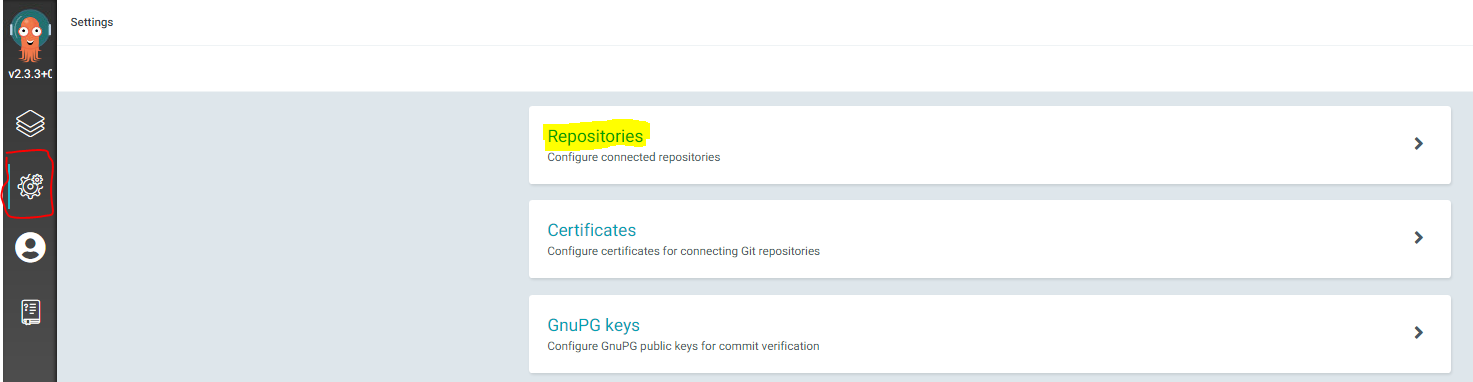 Settings
v2.3.3+0
Repositories
Configure connected repositories
Certificates
Configure certificates for connecting Git repositories
GnuPG keys
Configure GnuPG public keys for commit verification